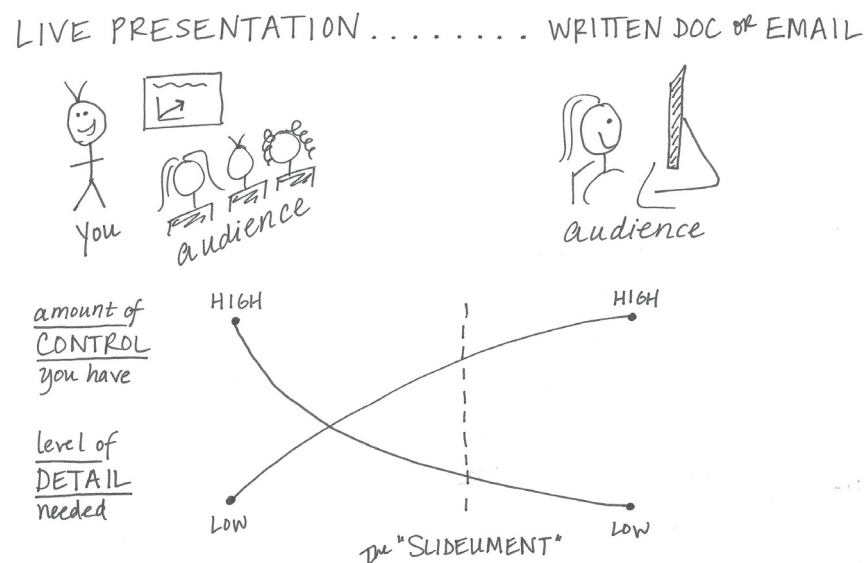 LIVE PRESENTATION........ WRITTEN DOC OR EMAIL
you
audience
audience
HIGH
HIGH
amount of
CONTROL
you have
level of
DETAIL
needed
LOW
LOW
The "SLIDEUMENT"